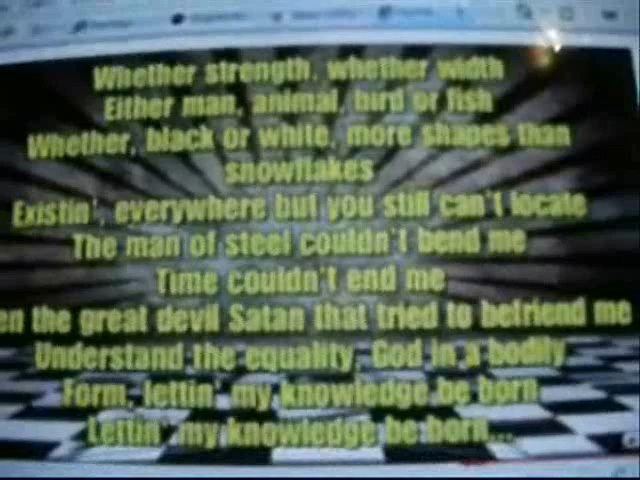 Whether strength, whether width
Either man, animal, bird or fish
Whether, black or white, more shapes than
snowflakes
Existin', everywhere but you still can't locate
The man of steel couldn't bend me
Time couldn't end me
en the great devil Satan that tried to befriend me
Understand the equality, God in a bodily
Form, lettin' my knowledge be born
Lettin' my knowledge be born...